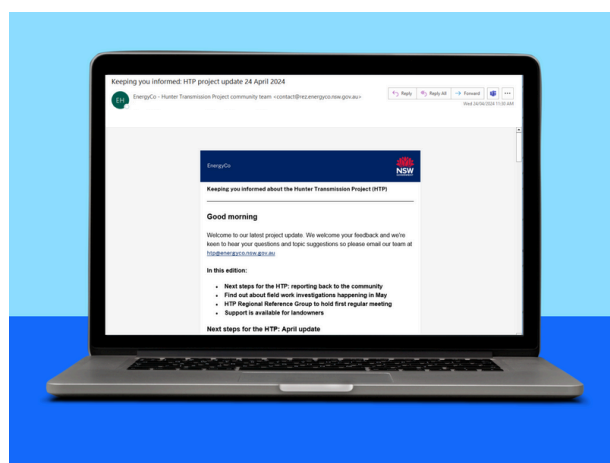 Keeping you informed: HTP project update 24 April 2024
EH
EnergyCo - Hunter Transmission Project community team <contact@rez.energyco.nsw.gov.au>
Reply
Reply All
Forward
Wed 24/04/2024 11:30 AM
EnergyCo
NSW
Keeping you informed about the Hunter Transmission Project (HTP)
Good morning
Welcome to our latest project update. We welcome your feedback and we're
keen to hear your questions and topic suggestions so please email our team at
htp@energyco.nsw.gov.au
In this edition:
• Next steps for the HTP: reporting back to the community
• Find out about field work investigations happening in May
• HTP Regional Reference Group to hold first regular meeting
• Support is available for landowners
Next steps for the HTP: April update